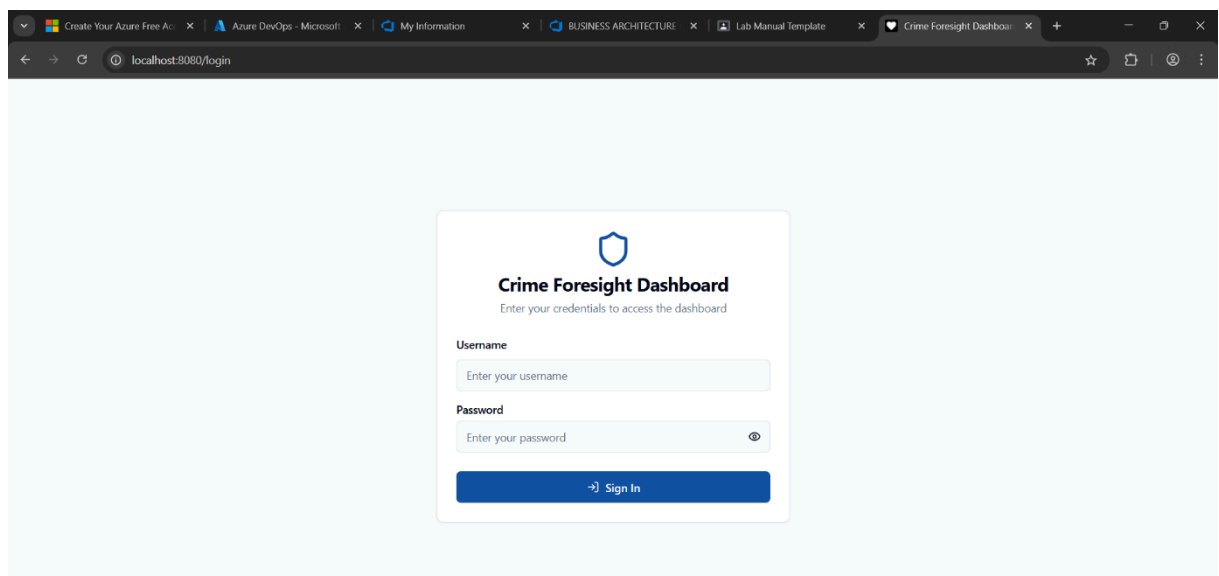 Create Your Azure Free Acc
Azure DevOps - Microsoft
My Information
BUSINESS ARCHITECTURE
Lab Manual Template
Crime Foresight Dashboard
localhost:8080/login
Crime Foresight Dashboard
Enter your credentials to access the dashboard
Username
Enter your username
Password
Enter your password
Sign In